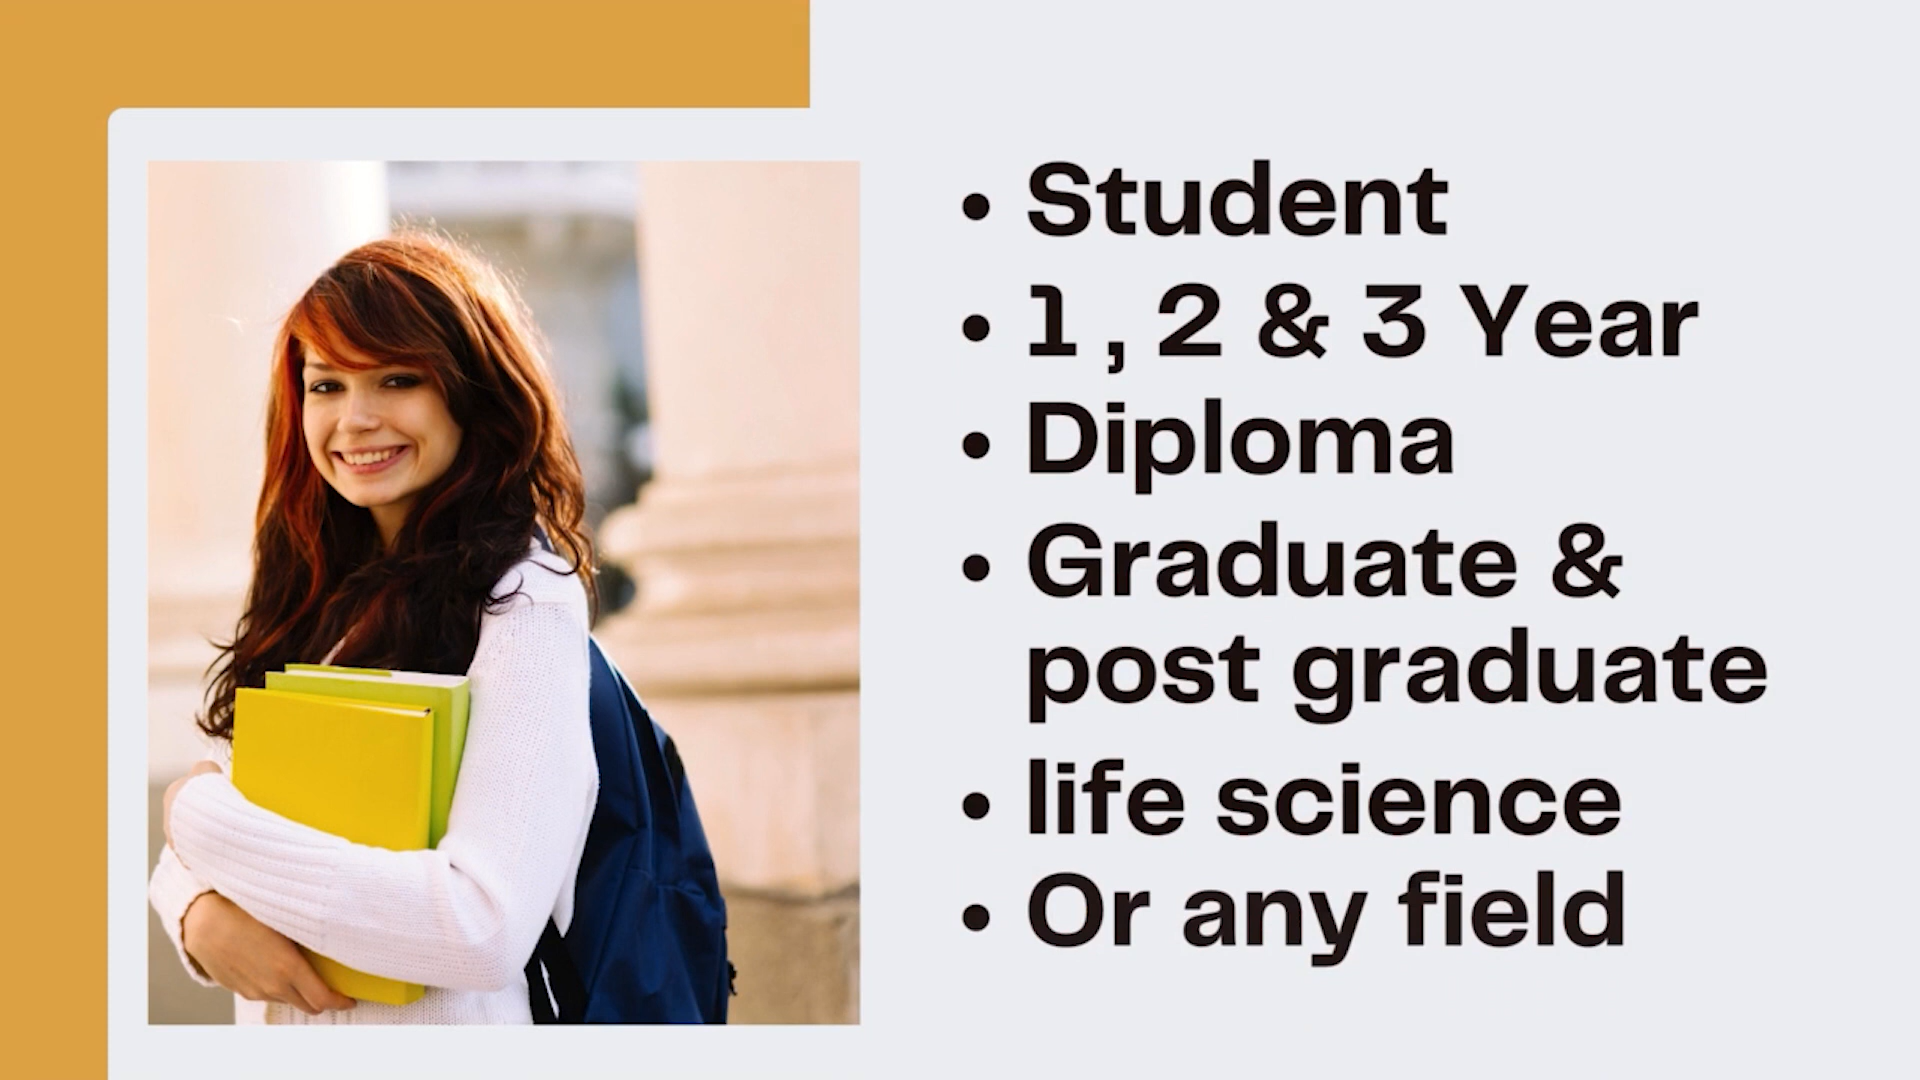 • Student
• 1 , 2 & 3 Year
• Diploma
• Graduate &
post graduate
• life science
• Or any field